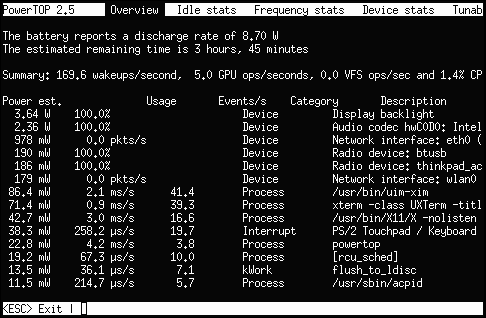 PowerTOP 2.5 Overview Idle stats Frequency stats Device stats Tunab
The battery reports a discharge rate of 8.70 W
The estimated remaining time is 3 hours, 45 minutes
Summary: 169.6 wakeups/second, 5.0 GPU ops/seconds, 0.0 VFS ops/sec and 1.4% CP
Power est. Usage Events/s Category Description
3.64 W 100.0% Device Display backlight
2.36 W 100.0% Device Audio codec hwC0D0: Intel
978 mW 0.0 pkts/s Device Network interface: eth0 (
190 mW 100.0% Device Radio device: btusb
186 mW 100.0% Device Radio device: thinkpad_ac
179 mW 0.0 pkts/s Device Network interface: wlan0
86.4 mW 2.1 ms/s 41.4 Process /usr/bin/uim-xim
71.4 mW 0.9 ms/s 39.3 Process xterm -class UXTerm -titl
42.7 mW 3.0 ms/s 16.6 Process /usr/bin/X11/X -nolisten
38.3 mW 258.2 µs/s 19.7 Interrupt PS/2 Touchpad / Keyboard
22.8 mW 4.2 ms/s 3.8 Process powertop
19.2 mW 67.3 µs/s 10.0 Process [rcu_sched]
13.5 mW 36.1 µs/s 7.1 kWork flush_to_ldisc
11.5 mW 214.7 µs/s 5.7 Process /usr/sbin/acpid
<ESC> Exit |